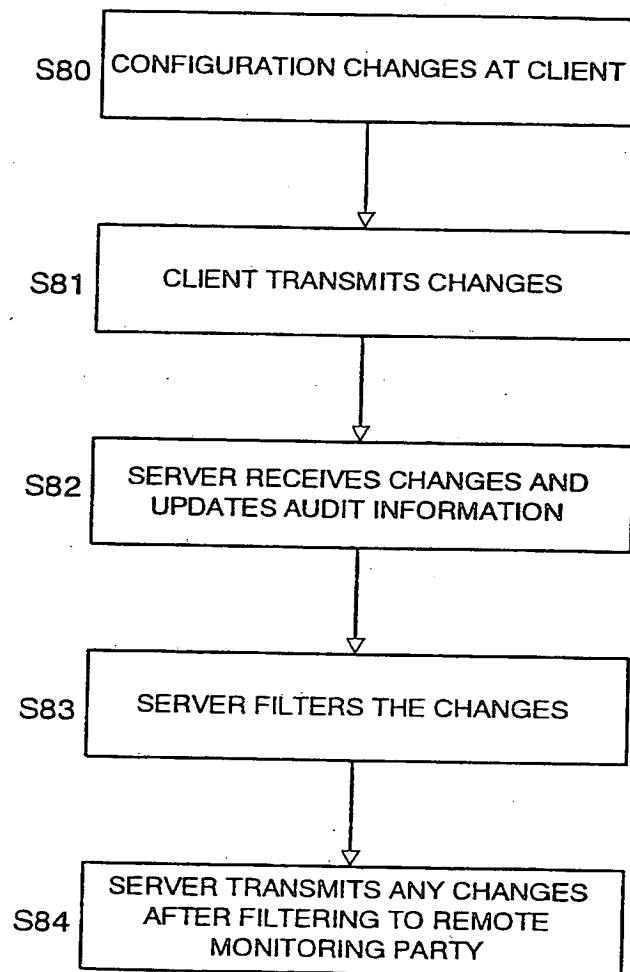 S80 CONFIGURATION CHANGES AT CLIENT
S81 CLIENT TRANSMITS CHANGES
S82 SERVER RECEIVES CHANGES AND
UPDATES AUDIT INFORMATION
S83 SERVER FILTERS THE CHANGES
SERVER TRANSMITS ANY CHANGES
S84 AFTER FILTERING TO REMOTE
MONITORING PARTY